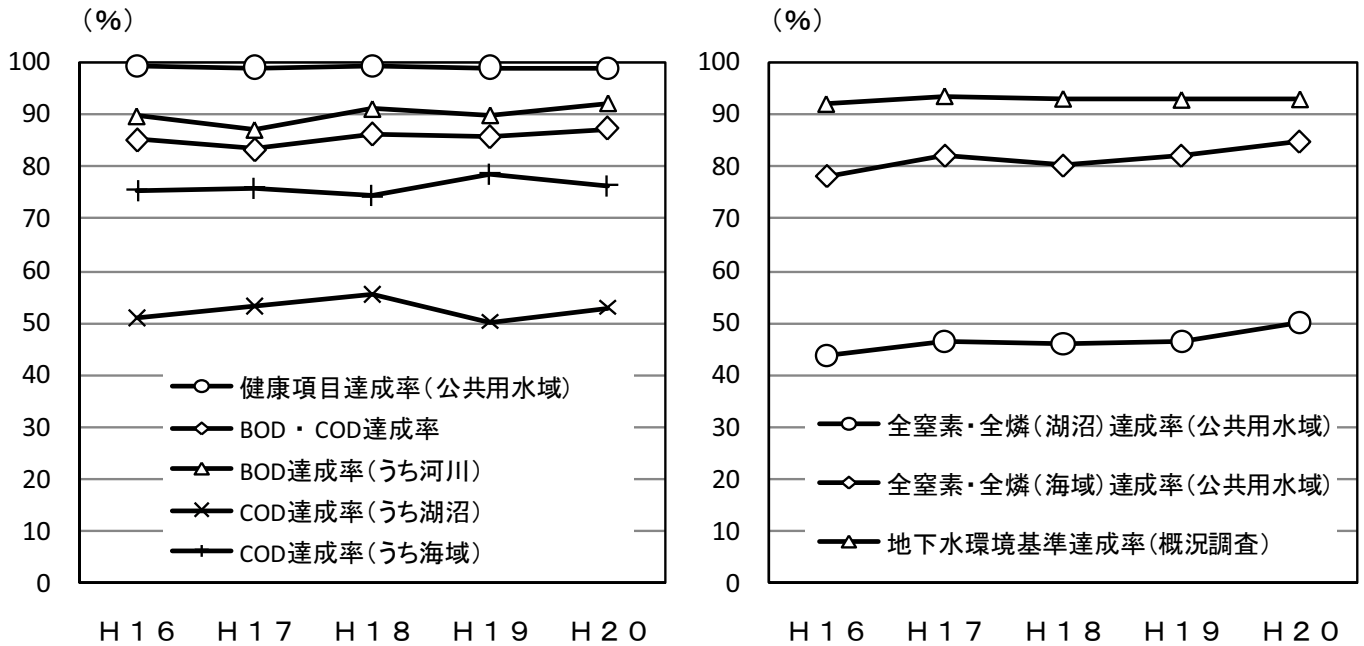 （%）
100
90
80
70
60
50
40
30
20
10
0
健康項目達成率（公共用水域）
BOD ・ COD達成率
BOD達成率（うち河川）
COD達成率（うち湖沼）
COD達成率（うち海域）
Ｈ１６ Ｈ１７ Ｈ１８ Ｈ１９ Ｈ２０
（%）
100
90
80
70
60
50
40
30
20
10
0
全窒素・全燐（湖沼）達成率（公共用水域）
全窒素・全燐（海域）達成率（公共用水域）
地下水環境基準達成率（概況調査）
Ｈ１６ Ｈ１７ Ｈ１８ Ｈ１９ Ｈ２０